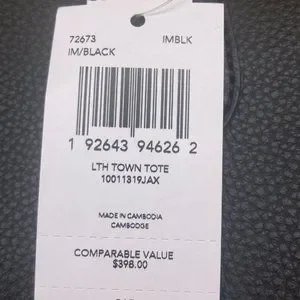 72673 IMBLK
IM/BLACK
1 92643 94626 2
LTH TOWN TOTE
10011319JAX
MADE IN CAMBODIA
CAMBODGE
COMPARABLE VALUE
$398.00